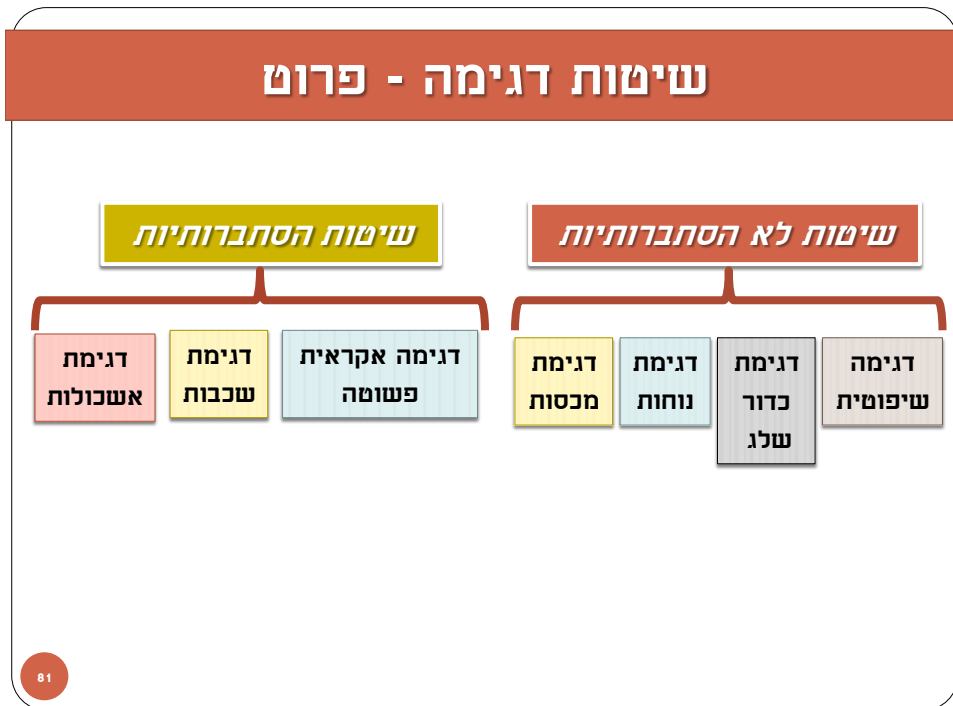 שיטות דגימה - פרוט
שיטות לא הסתברותיות
דגימה
שיפוטית
דגימת
כדור
שלג
דגימת
נוחות
דגימת
מכסות
שיטות הסתברותיות
דגימה אקראית
פשוטה
דגימת
שכבות
דגימת
אשכולות
81